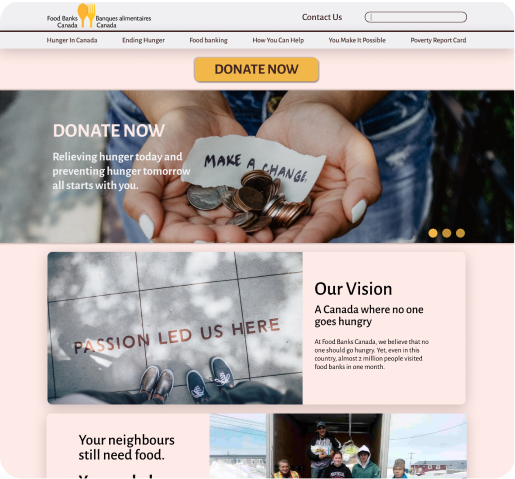 Food Banks Banques alimentaires
Canada Canada
Contact Us
Hunger In Canada Ending Hunger Food banking How You Can Help You Make It Possible Poverty Report Card
DONATE NOW
DONATE NOW
Relieving hunger today and
preventing hunger tomorrow
all starts with you.
MAKE A CHANGE.
PASSION LED US HERE
Our Vision
A Canada where no one
goes hungry
At Food Banks Canada, we believe that no
one should go hungry. Yet, even in this
country, almost 2 million people visited
food banks in one month.
Your neighbours
still need food.